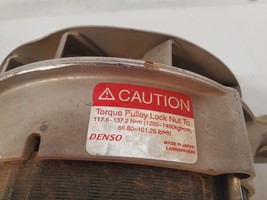 ⚠ CAUTION
Torque Pulley Lock Nut To
117.6-137.2 N•m (1200-1400kgf•cm,
86.80-101.26 lbf•ft)
DENSO
MADE IN JAPAN